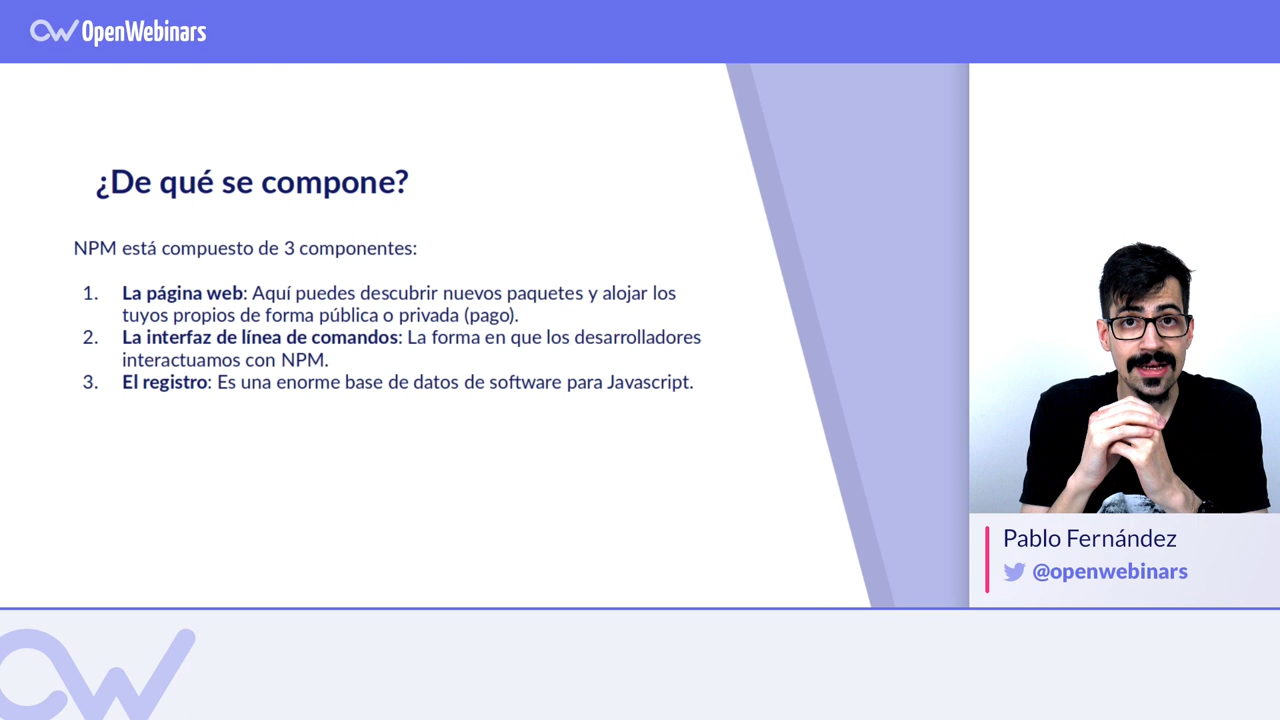 OpenWebinars
¿De qué se compone?
NPM está compuesto de 3 componentes:
1. La página web: Aquí puedes descubrir nuevos paquetes y alojar los
tuyos propios de forma pública o privada (pago).
2. La interfaz de línea de comandos: La forma en que los desarrolladores
interactuamos con NPM.
3. El registro: Es una enorme base de datos de software para Javascript.
Pablo Fernández
@openwebinars